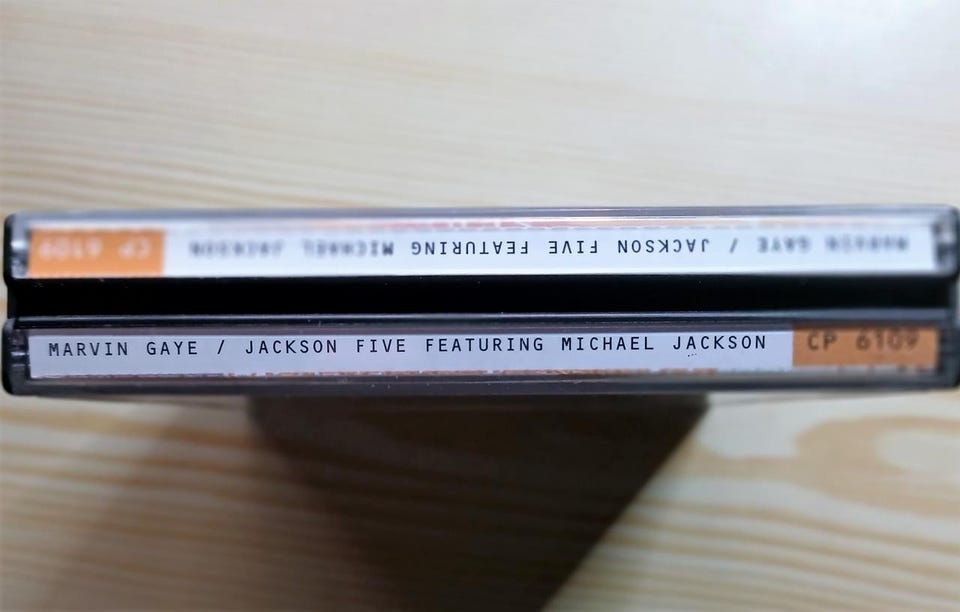 MARVIN GAYE / JACKSON FIVE FEATURING MICHAEL JACKSON CP 6109
MARVIN GAYE / JACKSON FIVE FEATURING MICHAEL JACKSON CP 6109